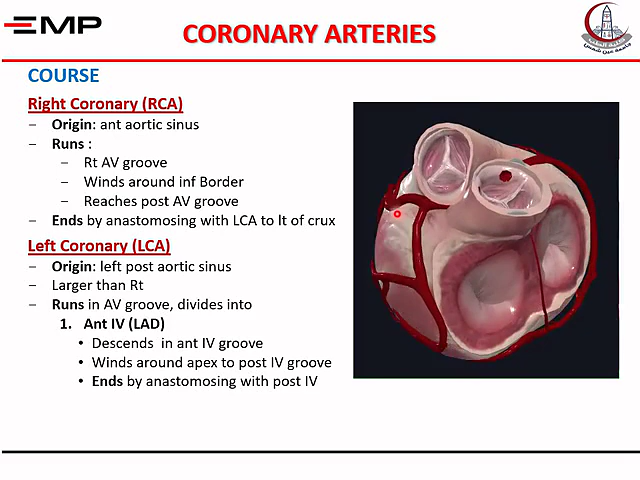 EMP
CORONARY ARTERIES
COURSE
Right Coronary (RCA)
– Origin: ant aortic sinus
– Runs :
– Rt AV groove
– Winds around inf Border
– Reaches post AV groove
– Ends by anastomosing with LCA to lt of crux
Left Coronary (LCA)
– Origin: left post aortic sinus
– Larger than Rt
– Runs in AV groove, divides into
1. Ant IV (LAD)
• Descends in ant IV groove
• Winds around apex to post IV groove
• Ends by anastomosing with post IV